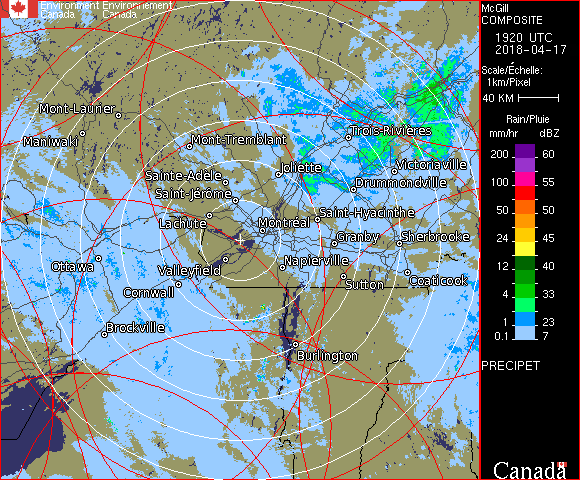 Environment Environnement
Canada Canada
McGill
COMPOSITE
1920 UTC
2018-04-17
Scale/Échelle:
1km/Pixel
40 KM
Rain/Pluie
mm/hr dBZ
200 60
100 55
50 50
24 45
12 40
4 33
1 23
0.1 7
PRECIPET
Canada
Mont-Laurier
Maniwaki
Mont-Tremblant
Trois-Rivières
Sainte-Adèle
Joliette
Victoriaville
Saint-Jérôme
Drummondville
Lachute
Montréal
Saint-Hyacinthe
Granby
Sherbrooke
Ottawa
Valleyfield
Napierville
Cornwall
Sutton
Coaticook
Brockville
Burlington